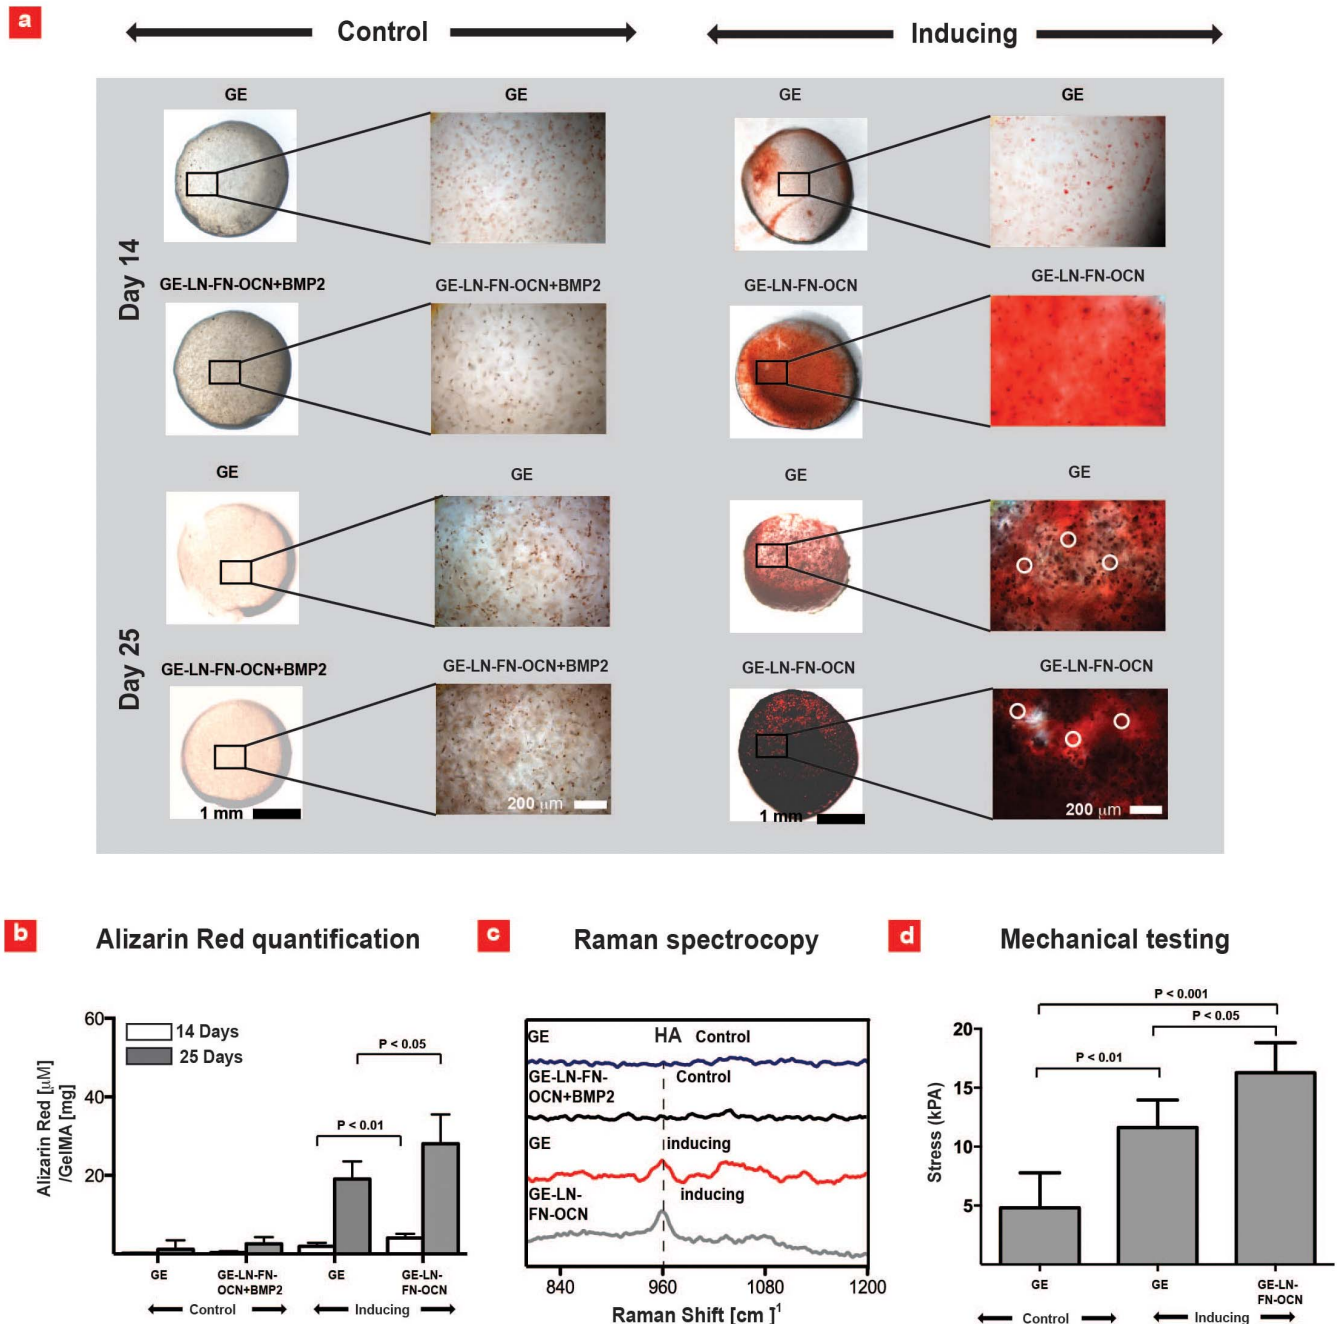 a
Control
Inducing
GE
GE
GE
GE
Day 14
GE-LN-FN-OCN+BMP2
GE-LN-FN-OCN+BMP2
GE-LN-FN-OCN
GE-LN-FN-OCN
GE
GE
GE
GE
Day 25
GE-LN-FN-OCN+BMP2
GE-LN-FN-OCN+BMP2
GE-LN-FN-OCN
GE-LN-FN-OCN
1 mm
200 μm
1 mm
200 μm
b
Alizarin Red quantification
Alizarin Red [μM]
/GelMA [mg]
60
40
20
14 Days
25 Days
P < 0.05
P < 0.01
GE
GE-LN-FN-
OCN+BMP2
GE
GE-LN-
FN-OCN
Control
Inducing
c
Raman spectrocopy
GE
HA
Control
GE-LN-FN-
OCN+BMP2
Control
GE
inducing
GE-LN-
FN-OCN
inducing
840
960
1080
1200
Raman Shift [cm ]1
d
Mechanical testing
Stress (kPA)
20
15
10
5
P < 0.001
P < 0.05
P < 0.01
GE
GE
GE-LN-
FN-OCN
Control
Inducing